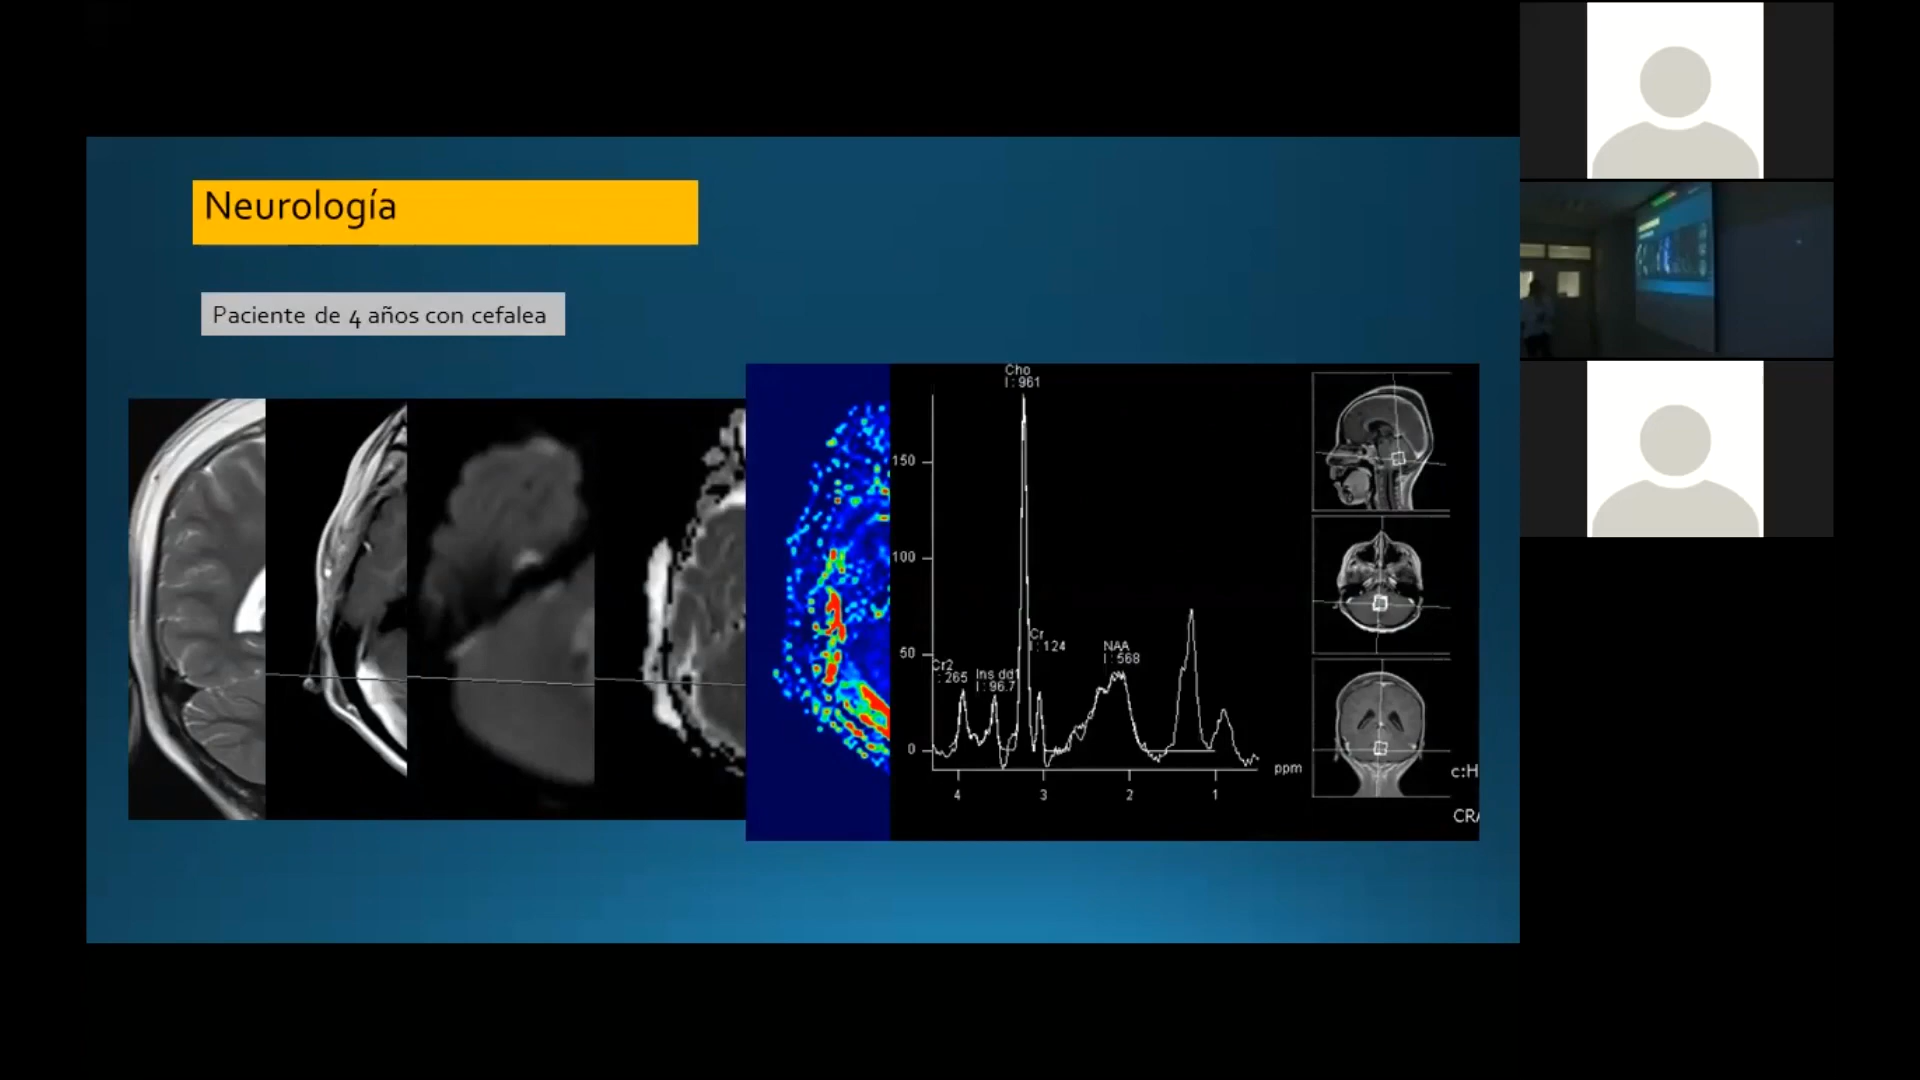 Neurología
Paciente de 4 años con cefalea
Cho
I : 961
150
100
50
0
Cr2
: 265
Ins dd1
I : 96.7
Cr
I : 124
NAA
I : 568
4
3
2
1
ppm
c:H
CRA